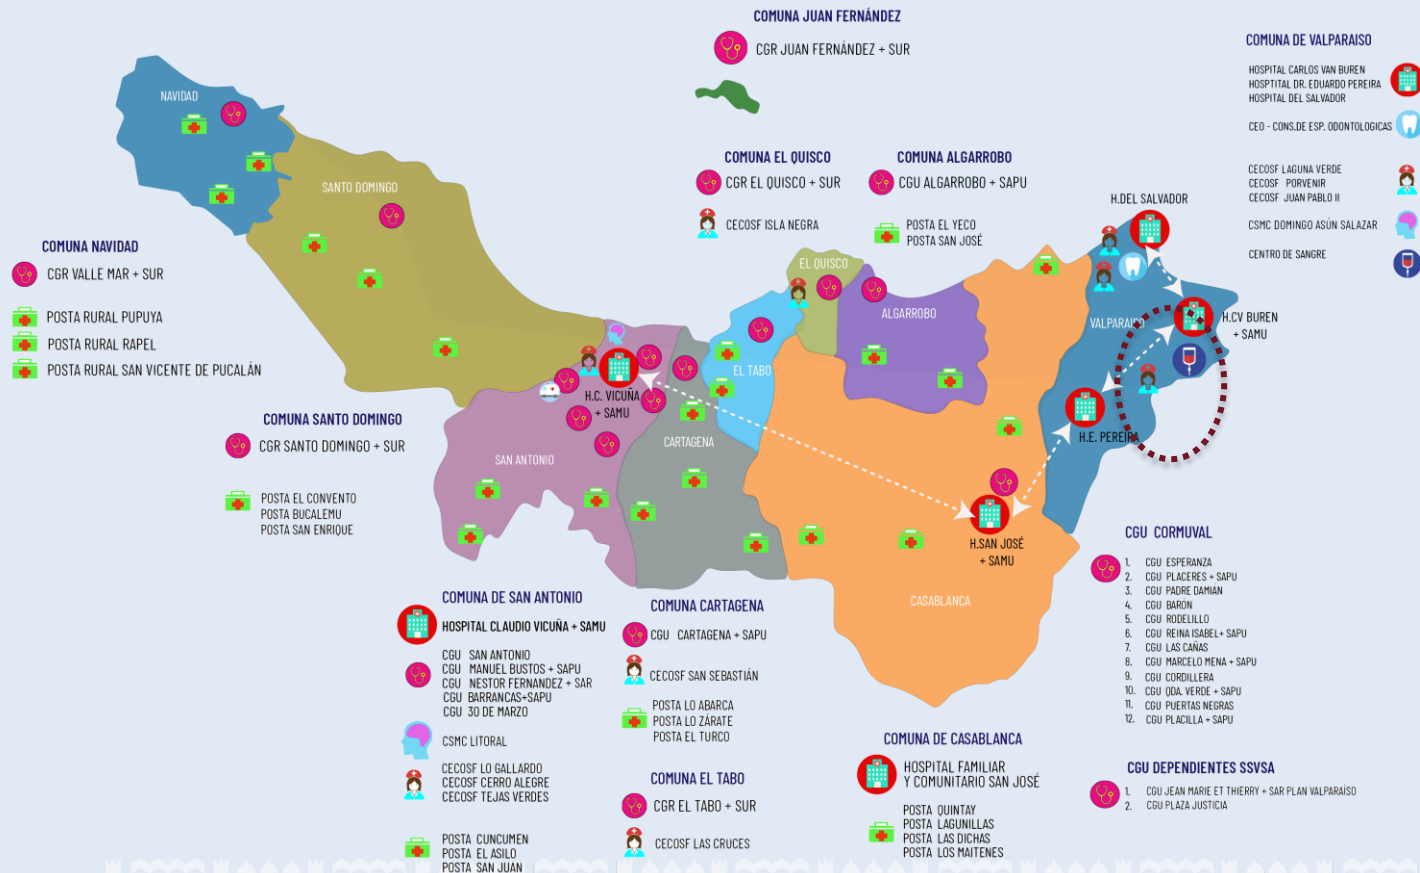 COMUNA JUAN FERNÁNDEZ
CGR JUAN FERNÁNDEZ + SUR
COMUNA DE VALPARAISO
HOSPITAL CARLOS VAN BUREN
HOSPTITAL DR. EDUARDO PEREIRA
HOSPITAL DEL SALVADOR
CEO - CONS.DE ESP. ODONTOLOGICAS
CECOSF LAGUNA VERDE
CECOSF PORVENIR
CECOSF JUAN PABLO II
CSMC DOMINGO ASÚN SALAZAR
CENTRO DE SANGRE
COMUNA EL QUISCO
CGR EL QUISCO + SUR
CECOSF ISLA NEGRA
COMUNA ALGARROBO
CGU ALGARROBO + SAPU
POSTA EL YECO
POSTA SAN JOSÉ
NAVIDAD
SANTO DOMINGO
EL QUISCO
ALGARROBO
EL TABO
CARTAGENA
SAN ANTONIO
CASABLANCA
VALPARAISO
H.DEL SALVADOR
H.CV BUREN
+ SAMU
H.E. PEREIRA
H.C. VICUÑA
+ SAMU
H.SAN JOSÉ
+ SAMU
COMUNA NAVIDAD
CGR VALLE MAR + SUR
POSTA RURAL PUPUYA
POSTA RURAL RAPEL
POSTA RURAL SAN VICENTE DE PUCALÁN
COMUNA SANTO DOMINGO
CGR SANTO DOMINGO + SUR
POSTA EL CONVENTO
POSTA BUCALEMU
POSTA SAN ENRIQUE
COMUNA DE SAN ANTONIO
HOSPITAL CLAUDIO VICUÑA + SAMU
CGU SAN ANTONIO
CGU MANUEL BUSTOS + SAPU
CGU NESTOR FERNANDEZ + SAR
CGU BARRANCAS+SAPU
CGU 30 DE MARZO
CSMC LITORAL
CECOSF LO GALLARDO
CECOSF CERRO ALEGRE
CECOSF TEJAS VERDES
POSTA CUNCUMEN
POSTA EL ASILO
POSTA SAN JUAN
COMUNA CARTAGENA
CGU CARTAGENA + SAPU
CECOSF SAN SEBASTIÁN
POSTA LO ABARCA
POSTA LO ZÁRATE
POSTA EL TURCO
COMUNA EL TABO
CGR EL TABO + SUR
CECOSF LAS CRUCES
COMUNA DE CASABLANCA
HOSPITAL FAMILIAR
Y COMUNITARIO SAN JOSÉ
POSTA QUINTAY
POSTA LAGUNILLAS
POSTA LAS DICHAS
POSTA LOS MAITENES
CGU CORMUVAL
1. CGU ESPERANZA
2. CGU PLACERES + SAPU
3. CGU PADRE DAMIAN
4. CGU BARON
5. CGU RODELILLO
6. CGU REINA ISABEL+ SAPU
7. CGU LAS CAÑAS
8. CGU MARCELO MENA + SAPU
9. CGU CORDILLERA
10. CGU QDA. VERDE + SAPU
11. CGU PUERTAS NEGRAS
12. CGU PLACILLA + SAPU
CGU DEPENDIENTES SSVSA
1. CGU JEAN MARIE ET THIERRY + SAR PLAN VALPARAÍSO
2. CGU PLAZA JUSTICIA